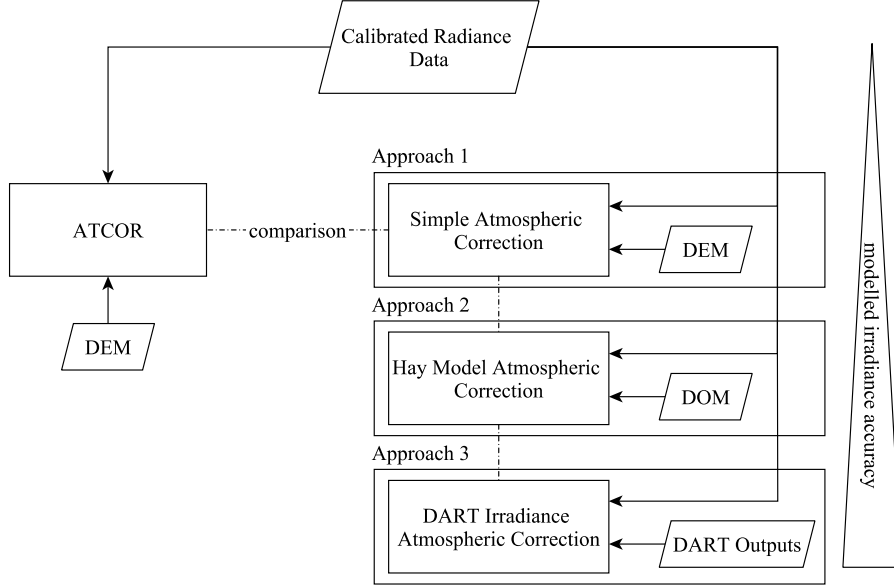 Calibrated Radiance
Data
Approach 1
ATCOR
comparison
Simple Atmospheric
Correction
DEM
DEM
Approach 2
Hay Model Atmospheric
Correction
DOM
Approach 3
DART Irradiance
Atmospheric Correction
DART Outputs
modelled irradiance accuracy